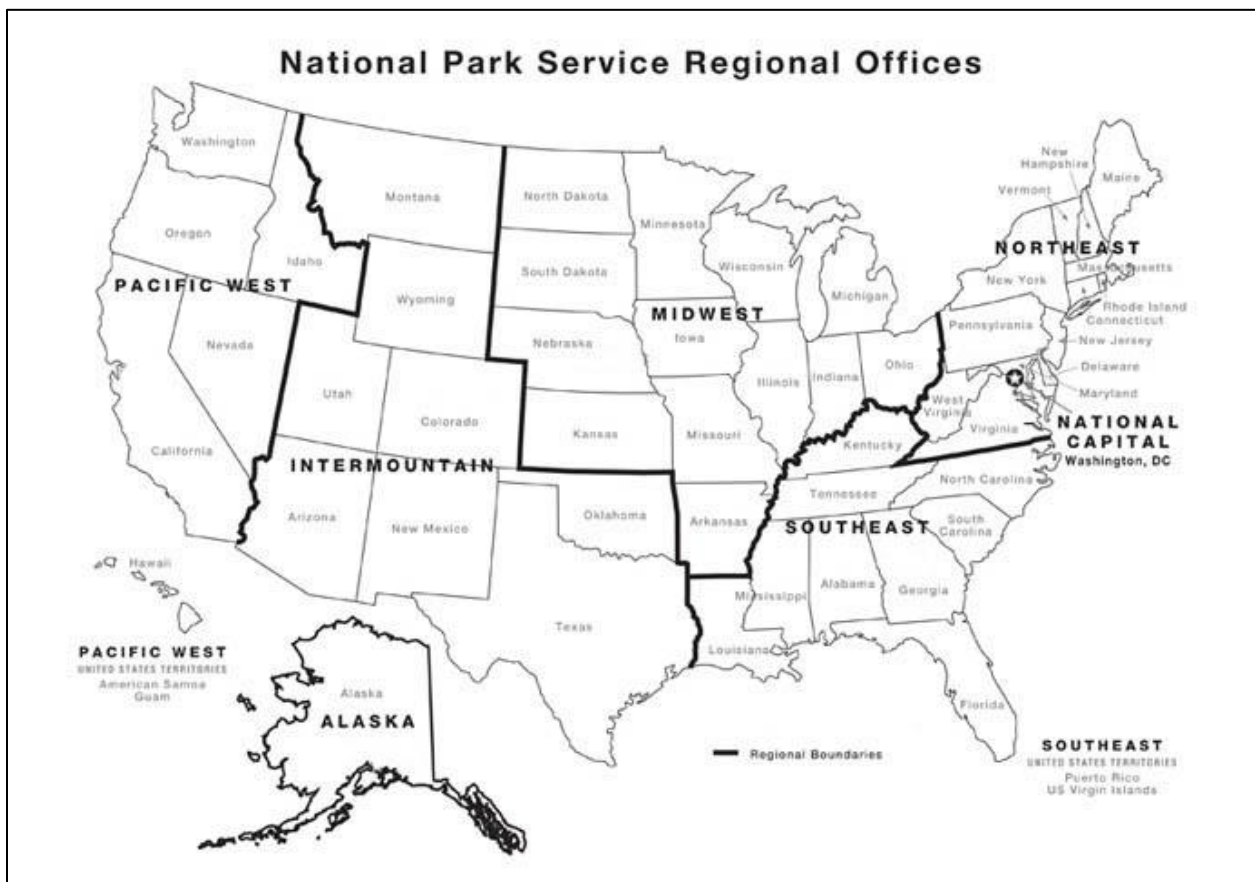 National Park Service Regional Offices
Washington
Montana
North Dakota
Minnesota
New
Hampshire
Vermont
Maine
Oregon
Idaho
South Dakota
Wisconsin
Michigan
NORTHEAST
Massachusetts
New York
PACIFIC WEST
Wyoming
MIDWEST
Iowa
Rhode Island
Connecticut
Pennsylvania
New Jersey
Nevada
Nebraska
Illinois
Indiana
Ohio
Delaware
Maryland
Utah
Colorado
Kansas
Missouri
West
Virginia
Virginia
Kentucky
NATIONAL
CAPITAL
Washington, DC
California
INTERMOUNTAIN
Arizona
New Mexico
Oklahoma
Arkansas
Tennessee
North Carolina
SOUTHEAST
South
Carolina
Hawaii
Texas
Mississippi
Alabama
Georgia
Louisiana
Florida
PACIFIC WEST
UNITED STATES TERRITORIES
American Samoa
Guam
Alaska
ALASKA
Regional Boundaries
SOUTHEAST
UNITED STATES TERRITORIES
Puerto Rico
US Virgin Islands